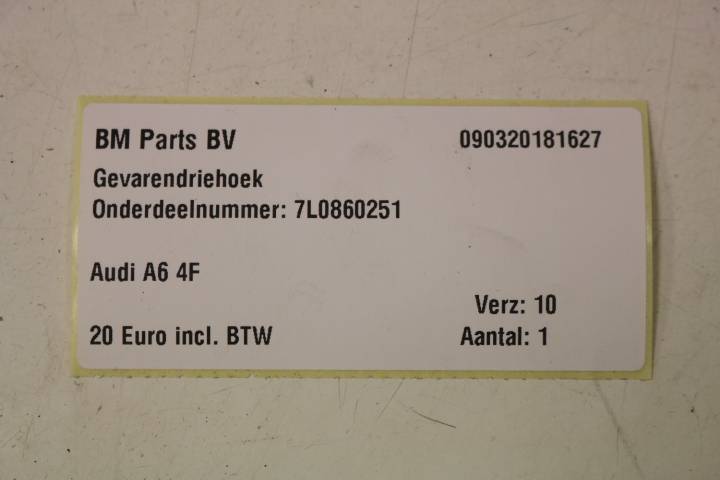 BM Parts BV 090320181627
Gevarendriehoek
Onderdeelnummer: 7L0860251
Audi A6 4F
Verz: 10
20 Euro incl. BTW Aantal: 1